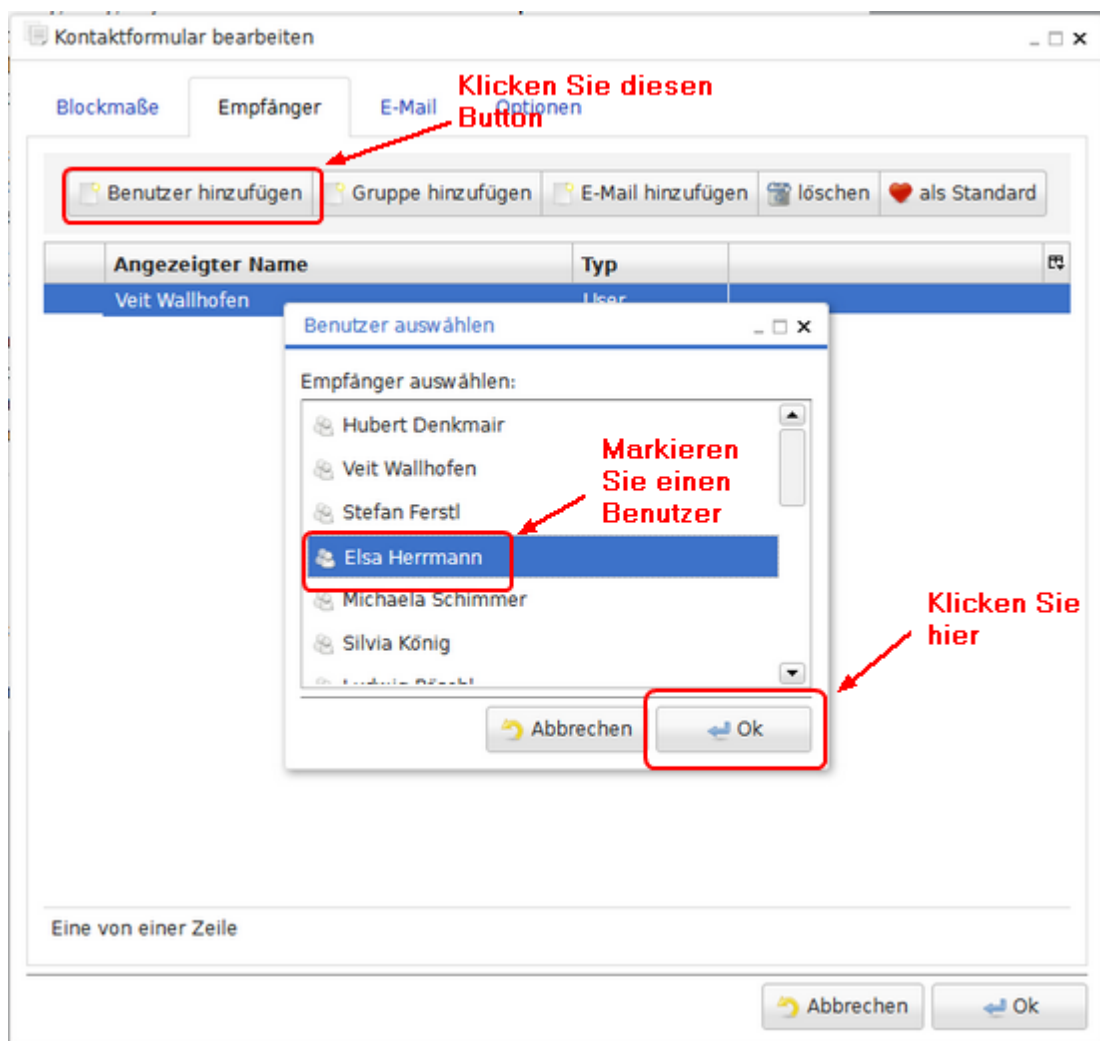 Kontaktformular bearbeiten
Klicken Sie diesen
Button
Blockmaße Empfänger E-Mail Optionen
Benutzer hinzufügen Gruppe hinzufügen E-Mail hinzufügen löschen als Standard
Angezeigter Name Typ
Veit Wallhofen User
Benutzer auswählen
Empfänger auswählen:
Hubert Denkmair
Veit Wallhofen
Stefan Ferstl
Markieren
Sie einen
Benutzer
Elsa Herrmann
Michaela Schimmer
Silvia König
Ludwig
Klicken Sie
hier
Abbrechen Ok
Eine von einer Zeile
Abbrechen Ok